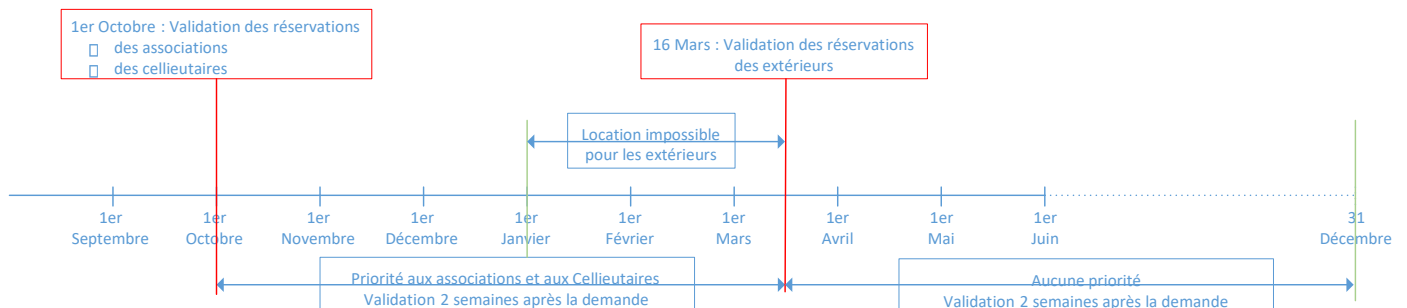 1er Octobre : Validation des réservations
des associations
des cellieutaires
16 Mars : Validation des réservations
des extérieurs
Location impossible
pour les extérieurs
1er
Septembre
1er
Octobre
1er
Novembre
1er
Décembre
1er
Janvier
1er
Février
1er
Mars
1er
Avril
1er
Mai
1er
Juin
31
Décembre
Priorité aux associations et aux Cellieutaires
Validation 2 semaines après la demande
Aucune priorité
Validation 2 semaines après la demande